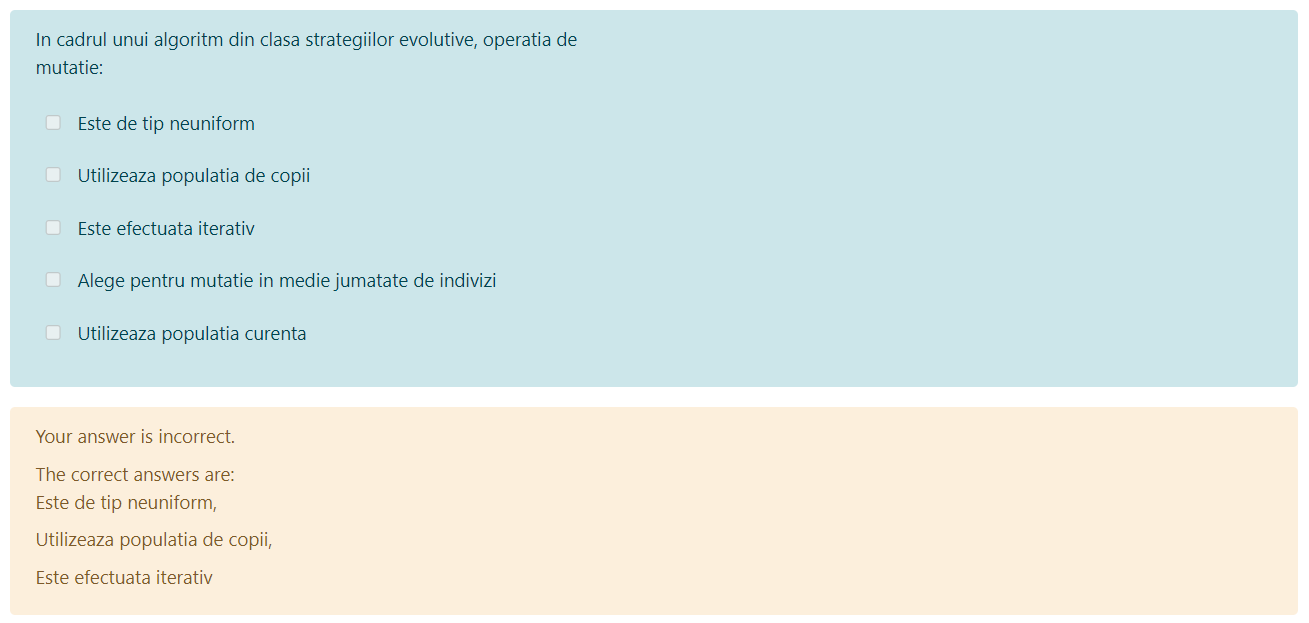 In cadrul unui algoritm din clasa strategiilor evolutive, operatia de
mutatie:
Este de tip neuniform
Utilizeaza populatia de copii
Este efectuata iterativ
Alege pentru mutatie in medie jumatate de indivizi
Utilizeaza populatia curenta
Your answer is incorrect.
The correct answers are:
Este de tip neuniform,
Utilizeaza populatia de copii,
Este efectuata iterativ